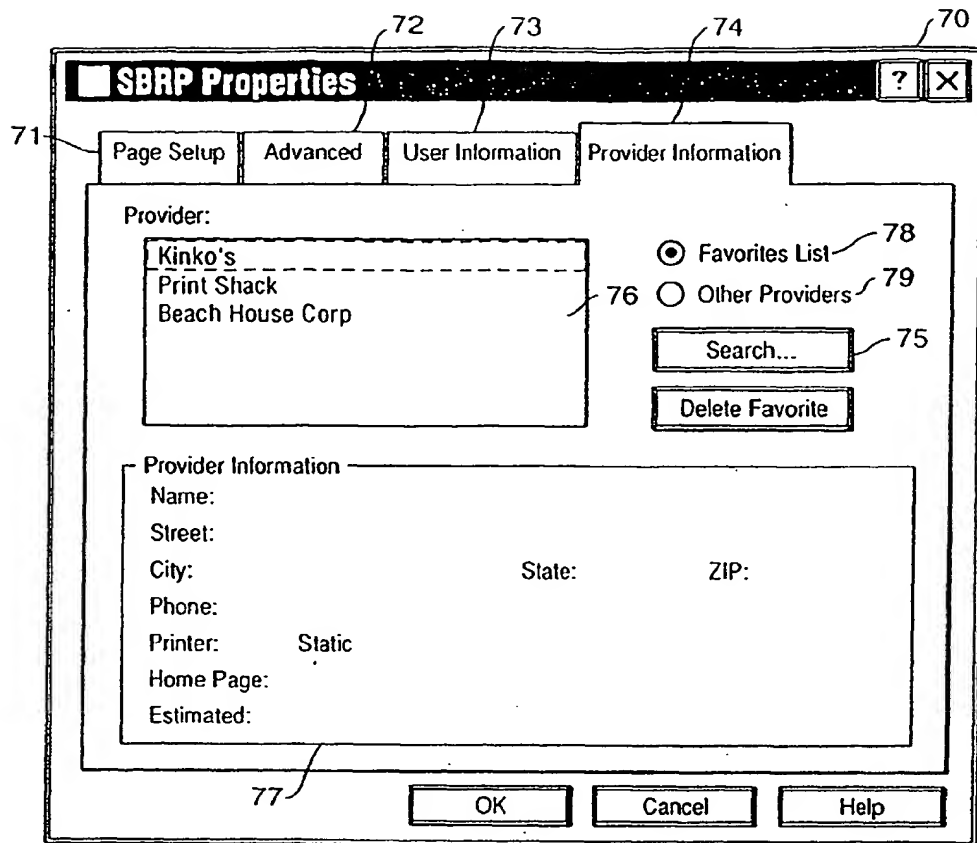 72 73 74 70
SBRP Properties ? X
71
Page Setup Advanced User Information Provider Information
Provider:
Kinko's
Print Shack
Beach House Corp
76
Favorites List 78
Other Providers 79
Search... 75
Delete Favorite
Provider Information
Name:
Street:
City: State: ZIP:
Phone:
Printer: Static
Home Page:
Estimated:
77
OK Cancel Help